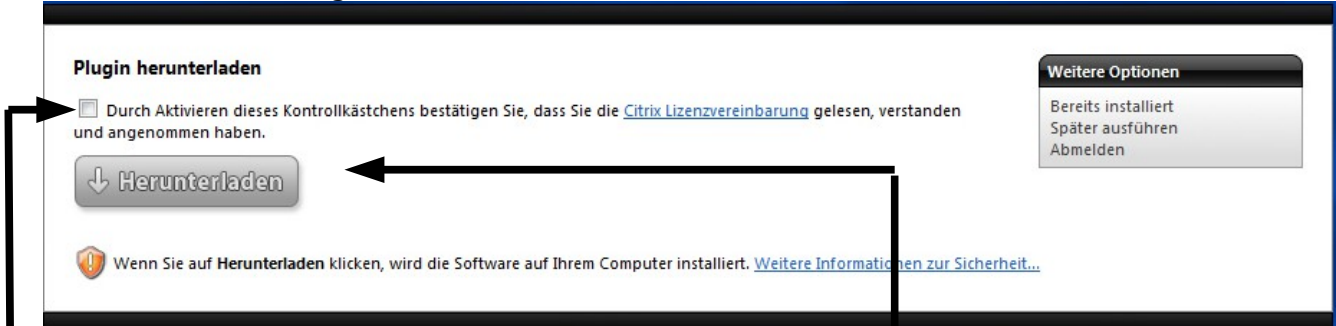 Plugin herunterladen
Durch Aktivieren dieses Kontrollkästchens bestätigen Sie, dass Sie die Citrix Lizenzvereinbarung gelesen, verstanden
und angenommen haben.
Herunterladen
Wenn Sie auf Herunterladen klicken, wird die Software auf Ihrem Computer installiert. Weitere Informationen zur Sicherheit...
Weitere Optionen
Bereits installiert
Später ausführen
Abmelden